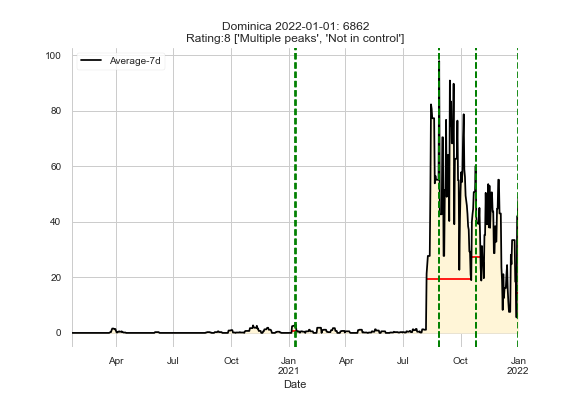 Dominica 2022-01-01: 6862
Rating:8 ['Multiple peaks', 'Not in control']
Average-7d
100
80
60
40
20
0
Apr Jul Oct Jan Apr Jul Oct Jan
2021 2022
Date